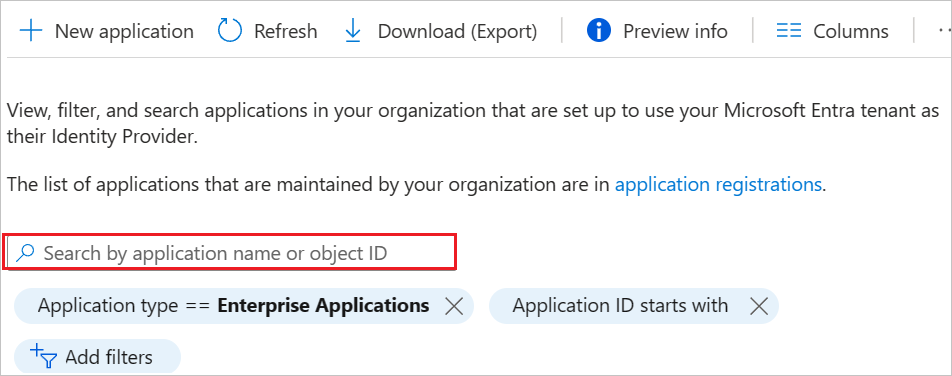 New application Refresh Download (Export) Preview info Columns
View, filter, and search applications in your organization that are set up to use your Microsoft Entra tenant as
their Identity Provider.
The list of applications that are maintained by your organization are in application registrations.
Search by application name or object ID
Application type == Enterprise Applications Application ID starts with
Add filters